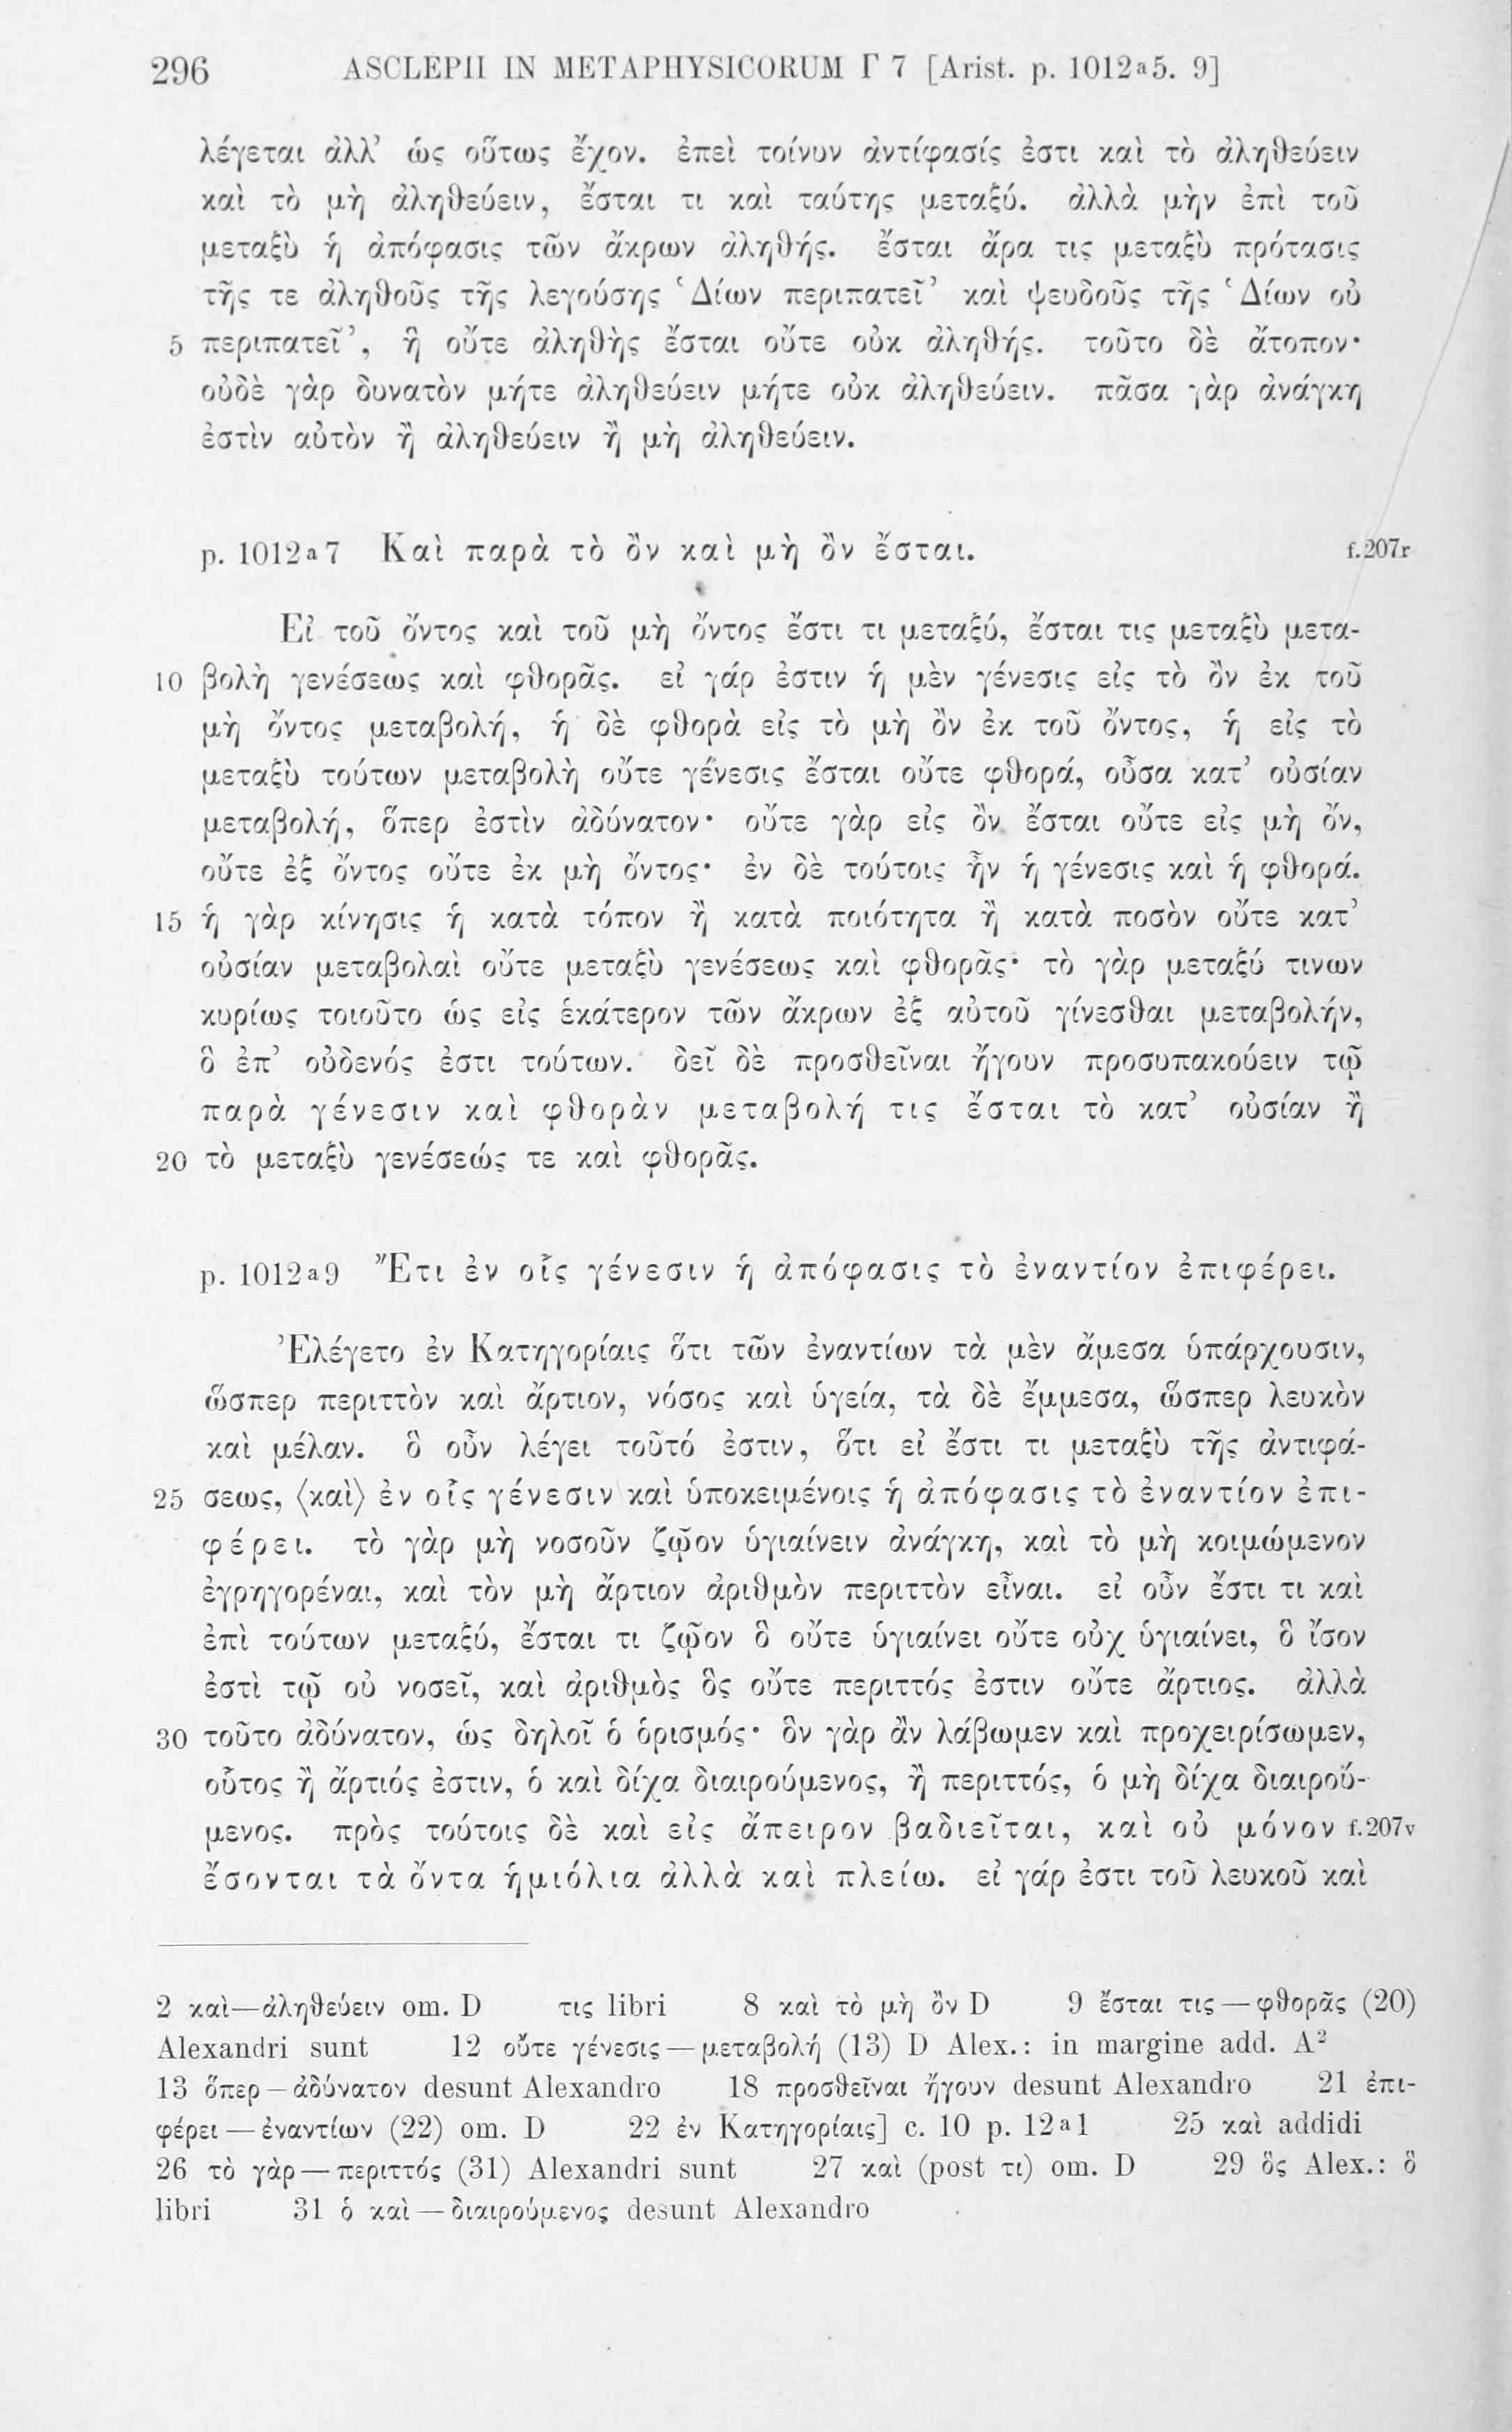 296 ASCLEPII IN METAPHYSICORUM Γ 7 [Arist. p. 1012a5. 9]
λέγεται ἀλλ’ ὡς οὕτως ἔχον. ἐπεὶ τοίνυν ἀντίφασίς ἐστι καὶ τὸ ἀληθεύειν
καὶ τὸ μὴ ἀληθεύειν, ἔσται τι καὶ ταύτης μεταξύ. ἀλλὰ μὴν ἐπὶ τοῦ
μεταξὺ ἡ ἀπόφασις τῶν ἄκρων ἀληθής. ἔσται ἄρα τις μεταξὺ πρότασις
τῆς τε ἀληθοῦς τῆς λεγούσης ‘Δίων περιπατεῖ’ καὶ ψευδοῦς τῆς ‘Δίων οὐ
5 περιπατεῖ’, ἣ οὔτε ἀληθὴς ἔσται οὔτε οὐκ ἀληθής. τοῦτο δὲ ἄτοπον·
οὐδὲ γὰρ δυνατὸν μήτε ἀληθεύειν μήτε οὐκ ἀληθεύειν. πᾶσα γὰρ ἀνάγκη
ἐστὶν αὐτὸν ἢ ἀληθεύειν ἢ μὴ ἀληθεύειν.
p. 1012a7 Καὶ παρὰ τὸ ὂν καὶ μὴ ὂν ἔσται. f.207r
Εἰ τοῦ ὄντος καὶ τοῦ μὴ ὄντος ἔστι τι μεταξύ, ἔσται τις μεταξὺ μετα-
10 βολὴ γενέσεως καὶ φθορᾶς. εἰ γάρ ἐστιν ἡ μὲν γένεσις εἰς τὸ ὂν ἐκ τοῦ
μὴ ὄντος μεταβολή, ἡ δὲ φθορὰ εἰς τὸ μὴ ὂν ἐκ τοῦ ὄντος, ἡ εἰς τὸ
μεταξὺ τούτων μεταβολὴ οὔτε γένεσις ἔσται οὔτε φθορά, οὖσα κατ’ οὐσίαν
μεταβολή, ὅπερ ἐστὶν ἀδύνατον· οὔτε γὰρ εἰς ὂν ἔσται οὔτε εἰς μὴ ὄν,
οὔτε ἐξ ὄντος οὔτε ἐκ μὴ ὄντος· ἐν δὲ τούτοις ἦν ἡ γένεσις καὶ ἡ φθορά.
15 ἡ γὰρ κίνησις ἡ κατὰ τόπον ἢ κατὰ ποιότητα ἢ κατὰ ποσὸν οὔτε κατ’
οὐσίαν μεταβολαὶ οὔτε μεταξὺ γενέσεως καὶ φθορᾶς· τὸ γὰρ μεταξύ τινων
κυρίως τοιοῦτο ὡς εἰς ἑκάτερον τῶν ἄκρων ἐξ αὐτοῦ γίνεσθαι μεταβολήν,
ὃ ἐπ’ οὐδενός ἐστι τούτων. δεῖ δὲ προσθεῖναι ἤγουν προσυπακούειν τῷ
παρὰ γένεσιν καὶ φθορὰν μεταβολή τις ἔσται τὸ κατ’ οὐσίαν ἢ
20 τὸ μεταξὺ γενέσεώς τε καὶ φθορᾶς.
p. 1012a9 Ἔτι ἐν οἷς γένεσιν ἡ ἀπόφασις τὸ ἐναντίον ἐπιφέρει.
Ἐλέγετο ἐν Κατηγορίαις ὅτι τῶν ἐναντίων τὰ μὲν ἄμεσα ὑπάρχουσιν,
ὥσπερ περιττὸν καὶ ἄρτιον, νόσος καὶ ὑγεία, τὰ δὲ ἔμμεσα, ὥσπερ λευκὸν
καὶ μέλαν. ὃ οὖν λέγει τοῦτό ἐστιν, ὅτι εἰ ἔστι τι μεταξὺ τῆς ἀντιφά-
25 σεως, ⟨καὶ⟩ ἐν οἷς γένεσιν καὶ ὑποκειμένοις ἡ ἀπόφασις τὸ ἐναντίον ἐπι-
φέρει. τὸ γὰρ μὴ νοσοῦν ζῷον ὑγιαίνειν ἀνάγκη, καὶ τὸ μὴ κοιμώμενον
ἐγρηγορέναι, καὶ τὸν μὴ ἄρτιον ἀριθμὸν περιττὸν εἶναι. εἰ οὖν ἔστι τι καὶ
ἐπὶ τούτων μεταξύ, ἔσται τι ζῷον ὃ οὔτε ὑγιαίνει οὔτε οὐχ ὑγιαίνει, ὃ ἴσον
ἐστὶ τῷ οὐ νοσεῖ, καὶ ἀριθμὸς ὃς οὔτε περιττός ἐστιν οὔτε ἄρτιος. ἀλλὰ
30 τοῦτο ἀδύνατον, ὡς δηλοῖ ὁ ὁρισμός· ὃν γὰρ ἂν λάβωμεν καὶ προχειρίσωμεν,
οὗτος ἢ ἄρτιός ἐστιν, ὁ καὶ δίχα διαιρούμενος, ἢ περιττός, ὁ μὴ δίχα διαιρού-
μενος. πρὸς τούτοις δὲ καὶ εἰς ἄπειρον βαδιεῖται, καὶ οὐ μόνον f.207v
ἔσονται τὰ ὄντα ἡμιόλια ἀλλὰ καὶ πλείω. εἰ γάρ ἐστι τοῦ λευκοῦ καὶ
2 καὶ—ἀληθεύειν om. D τις libri 8 καὶ τὸ μὴ ὂν D 9 ἔσται τις — φθορᾶς (20)
Alexandri sunt 12 οὔτε γένεσις — μεταβολή (13) D Alex.: in margine add. A²
13 ὅπερ — ἀδύνατον desunt Alexandro 18 προσθεῖναι ἤγουν desunt Alexandro 21 ἐπι-
φέρει — ἐναντίων (22) om. D 22 ἐν Κατηγορίαις] c. 10 p. 12a1 25 καὶ addidi
26 τὸ γὰρ — περιττός (31) Alexandri sunt 27 καὶ (post τι) om. D 29 ὃς Alex.: ὃ
libri 31 ὁ καὶ — διαιρούμενος desunt Alexandro